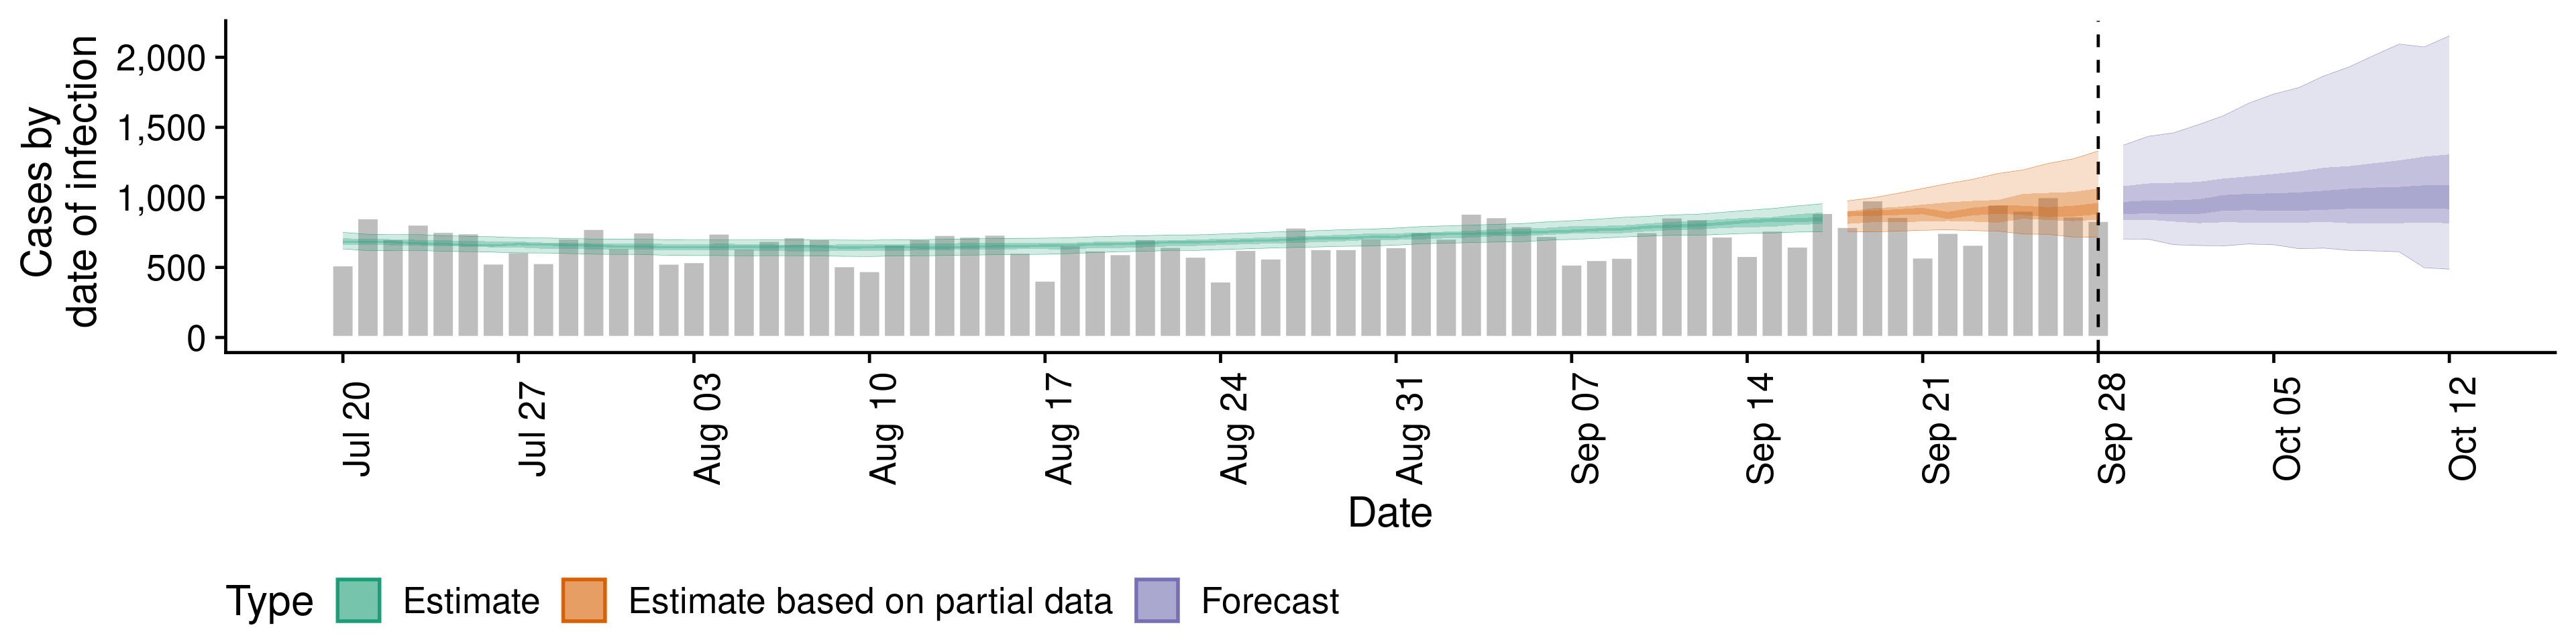 Cases by
date of infection
2,000
1,500
1,000
500
0
Jul 20
Jul 27
Aug 03
Aug 10
Aug 17
Aug 24
Aug 31
Sep 07
Sep 14
Sep 21
Sep 28
Oct 05
Oct 12
Date
Type Estimate Estimate based on partial data Forecast